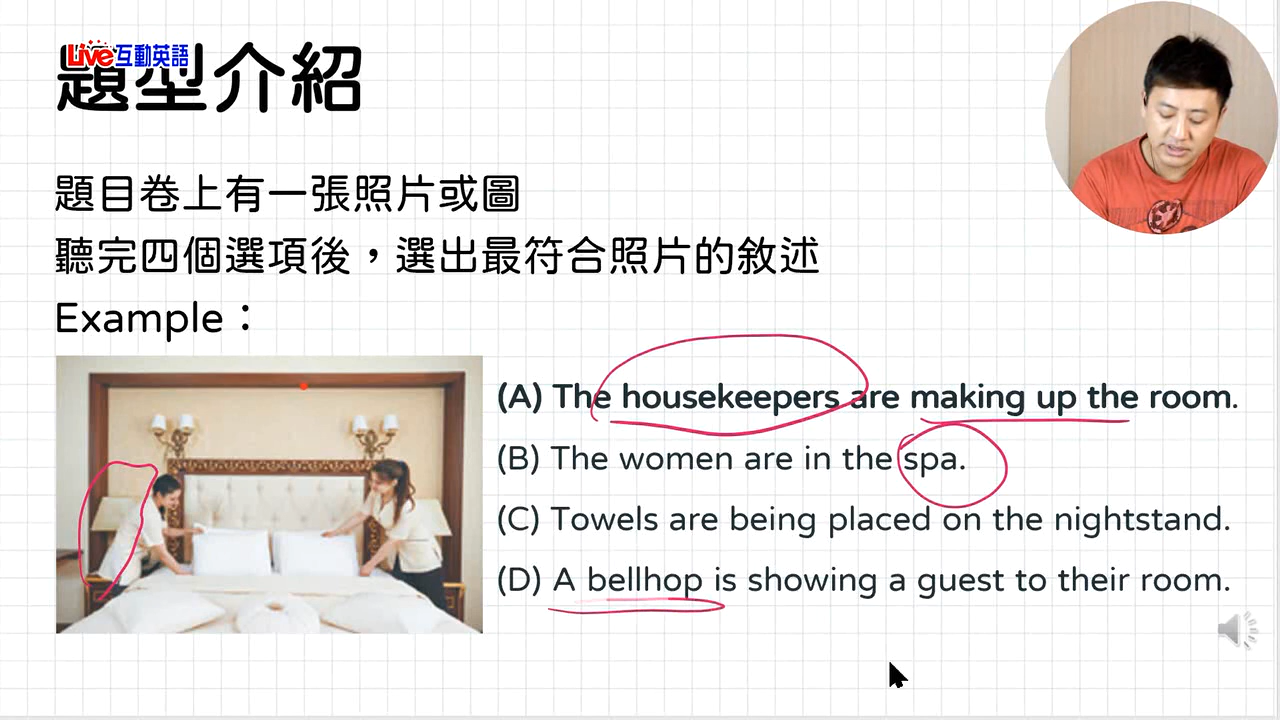 Live互動英語
題型介紹
題目卷上有一張照片或圖
聽完四個選項後，選出最符合照片的敘述
Example：
(A) The housekeepers are making up the room.
(B) The women are in the spa.
(C) Towels are being placed on the nightstand.
(D) A bellhop is showing a guest to their room.